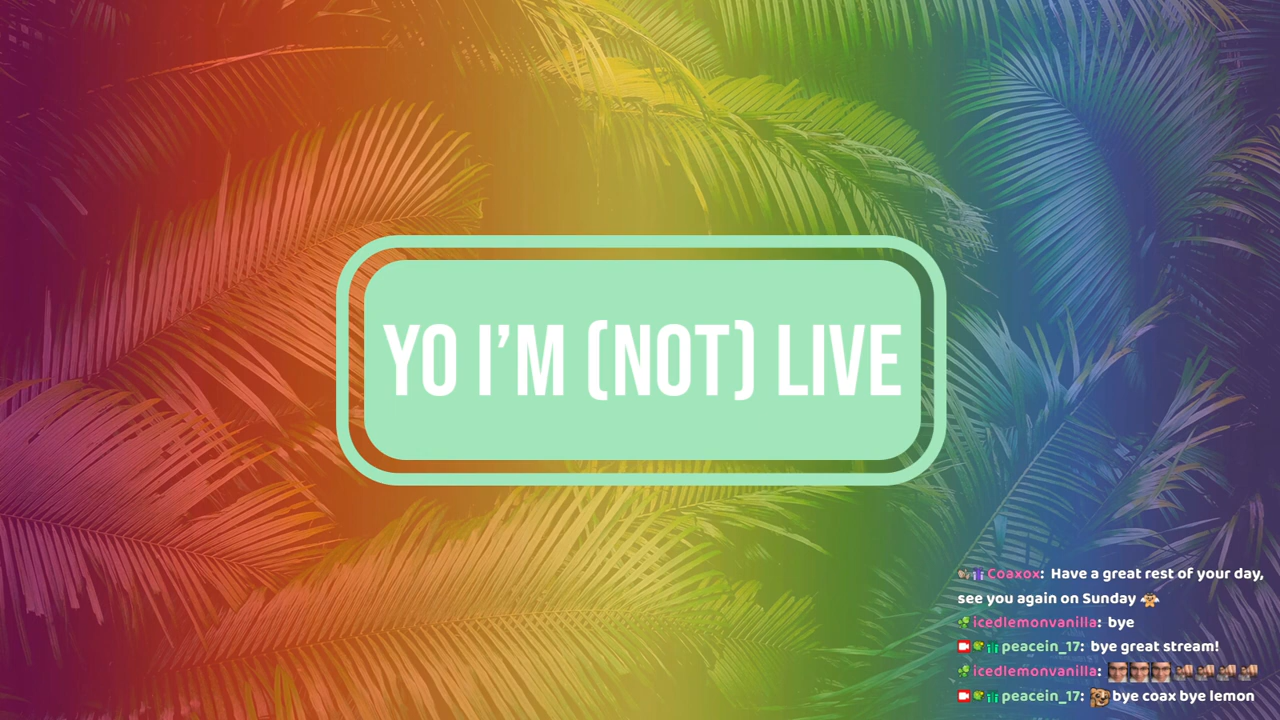 YO I’M (NOT) LIVE
Coaxox: Have a great rest of your day,
see you again on Sunday
icedlemonvanilla: bye
peacein_17: bye great stream!
icedlemonvanilla:
peacein_17: bye coax bye lemon